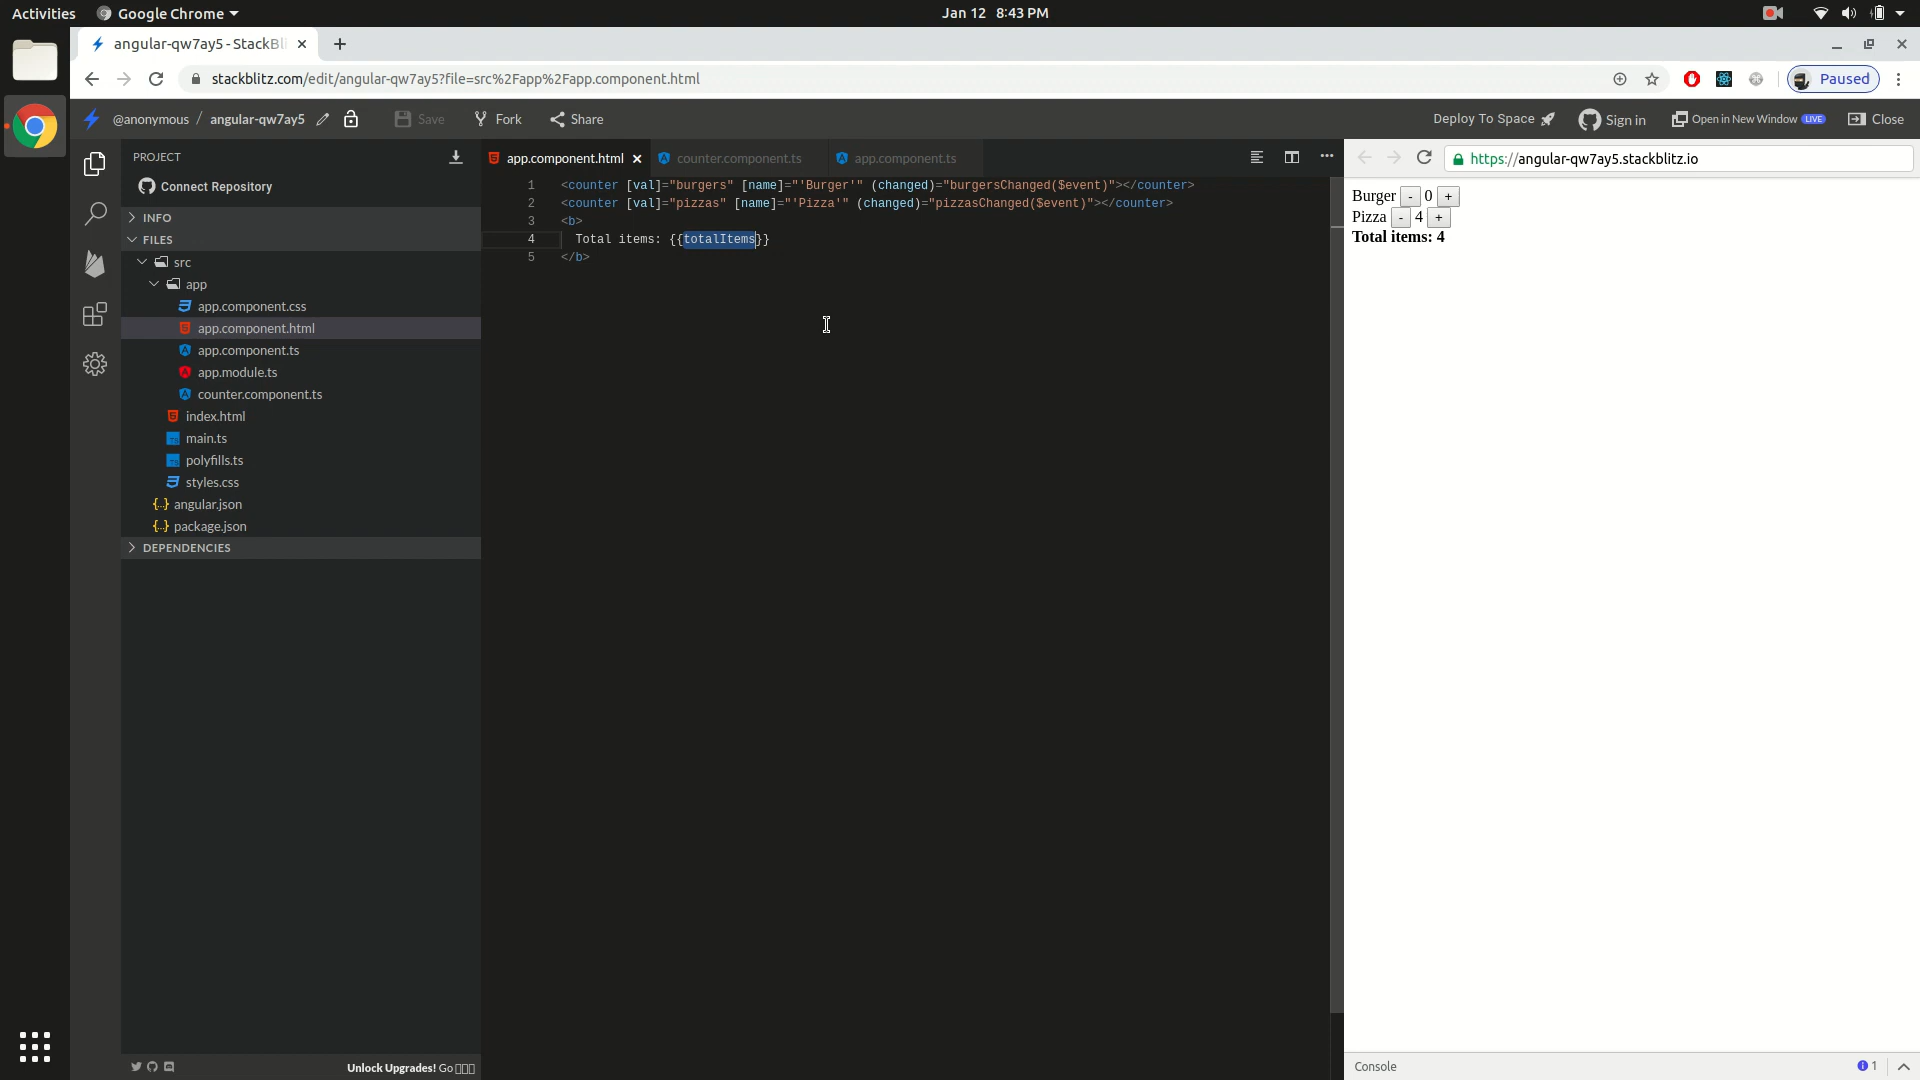 Activities
Google Chrome
Jan 12 8:43 PM
angular-qw7ay5 - StackBli
stackblitz.com/edit/angular-qw7ay5?file=src%2Fapp%2Fapp.component.html
Paused
@anonymous / angular-qw7ay5
Save
Fork
Share
Deploy To Space
Sign in
Open in New Window LIVE
Close
PROJECT
Connect Repository
INFO
FILES
src
app
app.component.css
app.component.html
app.component.ts
app.module.ts
counter.component.ts
index.html
main.ts
polyfills.ts
styles.css
{..} angular.json
{..} package.json
DEPENDENCIES
Unlock Upgrades! Go
app.component.html
counter.component.ts
app.component.ts
1 <counter [val]="burgers" [name]="'Burger'" (changed)="burgersChanged($event)"></counter>
2 <counter [val]="pizzas" [name]="'Pizza'" (changed)="pizzasChanged($event)"></counter>
3 <b>
4 Total items: {{totalItems}}
5 </b>
https://angular-qw7ay5.stackblitz.io
Burger - 0 +
Pizza - 4 +
Total items: 4
Console
1